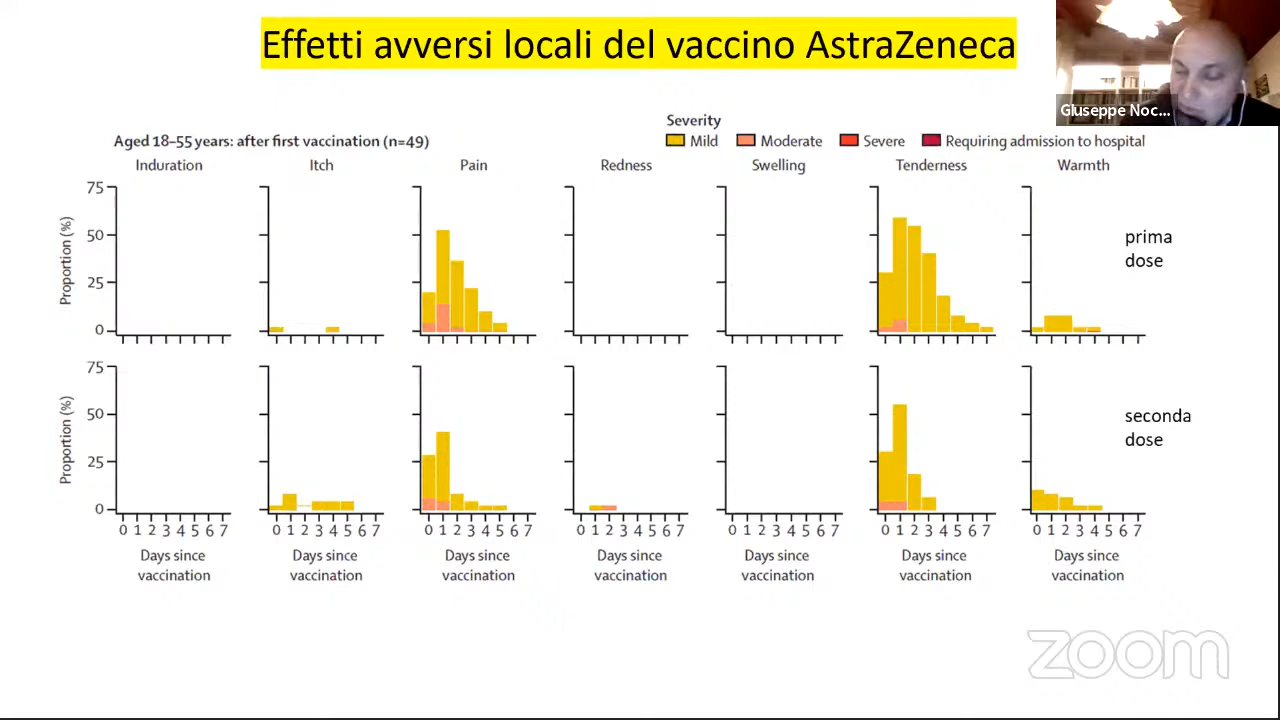 Effetti avversi locali del vaccino AstraZeneca
Giuseppe Noc...
Severity
Aged 18–55 years: after first vaccination (n=49)
Mild Moderate Severe Requiring admission to hospital
Induration Itch Pain Redness Swelling Tenderness Warmth
75
50
25
0
Proportion (%)
prima
dose
75
50
25
0
Proportion (%)
seconda
dose
0 1 2 3 4 5 6 7 0 1 2 3 4 5 6 7 0 1 2 3 4 5 6 7 0 1 2 3 4 5 6 7 0 1 2 3 4 5 6 7 0 1 2 3 4 5 6 7 0 1 2 3 4 5 6 7
Days since Days since Days since Days since Days since Days since Days since
vaccination vaccination vaccination vaccination vaccination vaccination vaccination
zoom